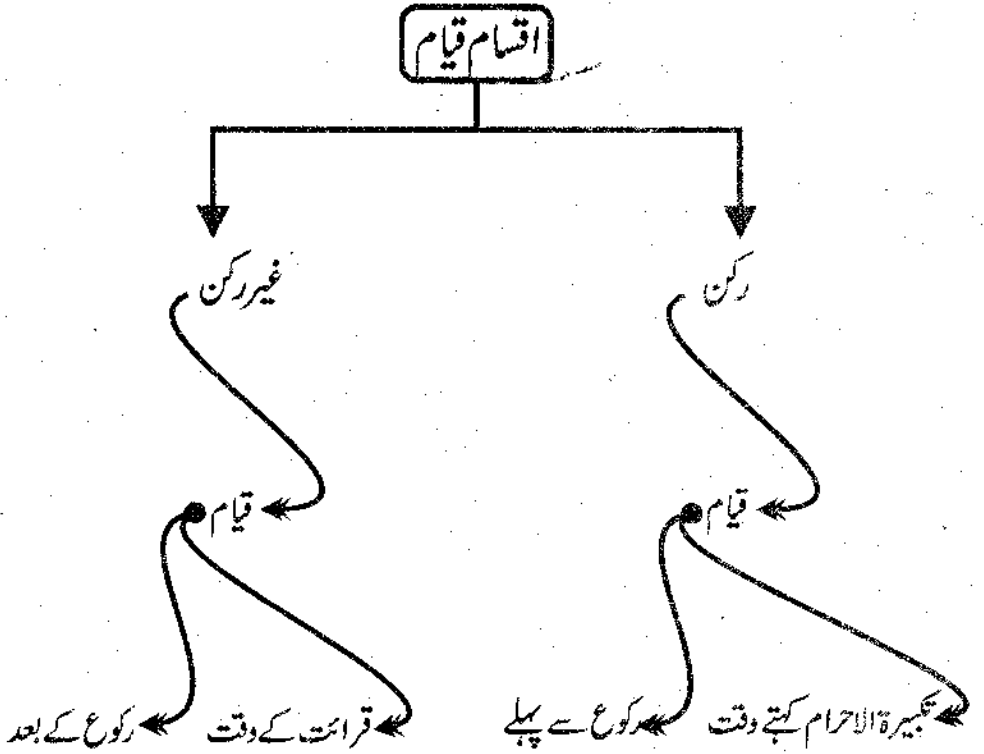 اقسام قیام
رکن
غیر رکن
قیام
قیام
تکبیرۃ الاحرام کہتے وقت
رکوع سے پہلے
قرائت کے وقت
رکوع کے بعد